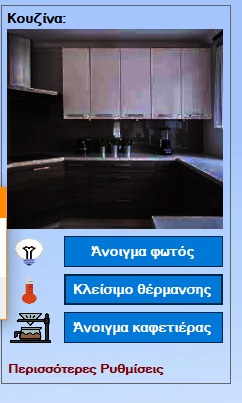 Κουζίνα:
Άνοιγμα φωτός
Κλείσιμο θέρμανσης
Άνοιγμα καφετιέρας
Περισσότερες Ρυθμίσεις